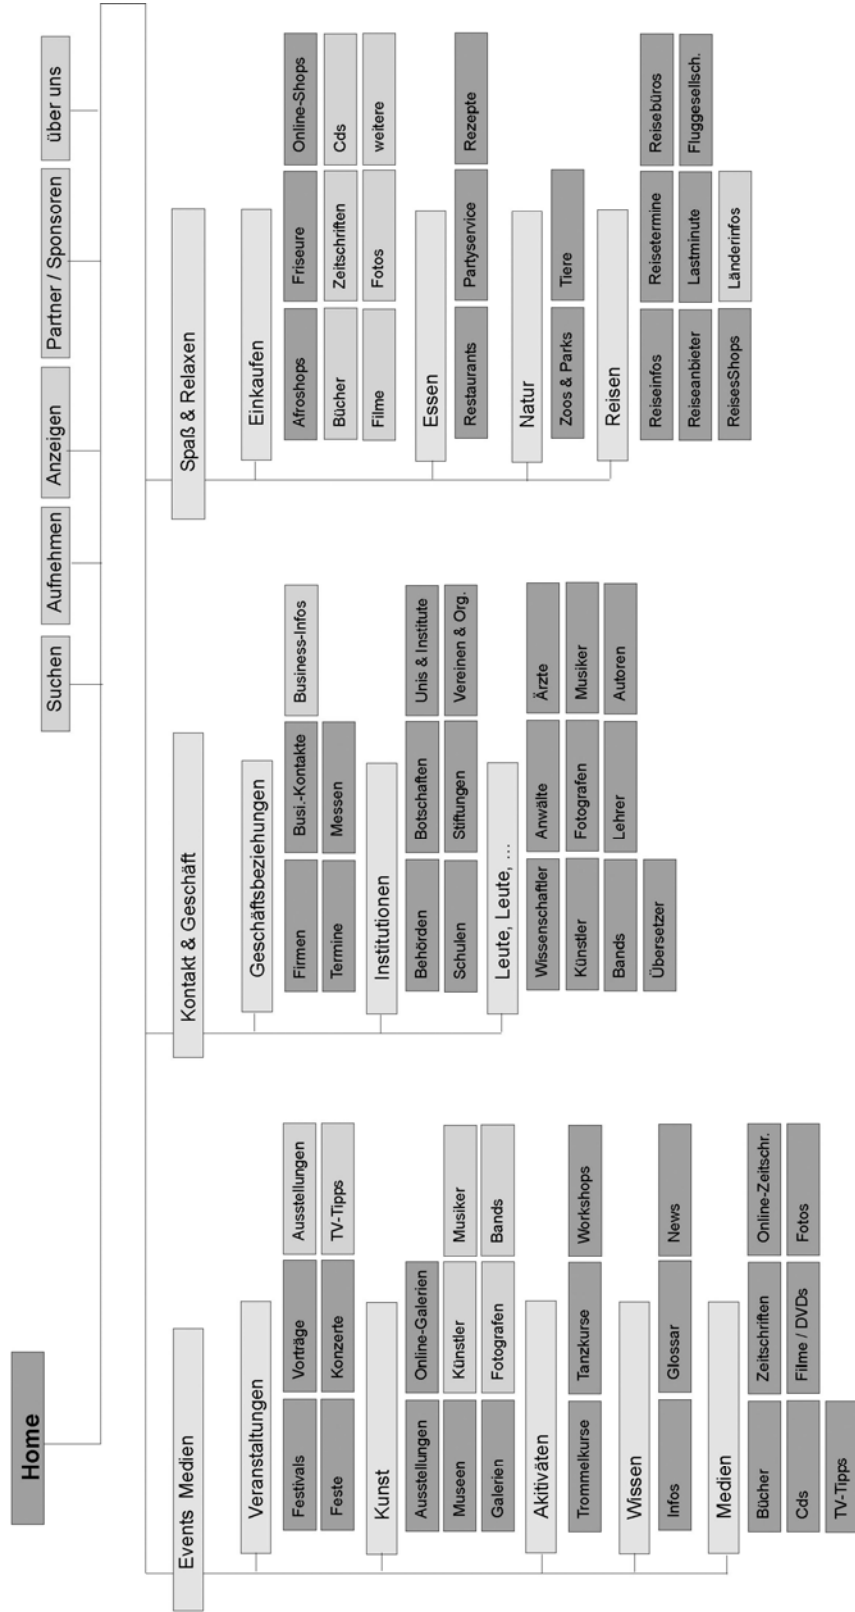 Home
Suchen
Aufnehmen
Anzeigen
Partner / Sponsoren
über uns
Events Medien
Veranstaltungen
Festivals
Vorträge
Ausstellungen
Feste
Konzerte
TV-Tipps
Kunst
Ausstellungen
Online-Galerien
Museen
Künstler
Musiker
Galerien
Fotografen
Bands
Akitiväten
Trommelkurse
Tanzkurse
Workshops
Wissen
Infos
Glossar
News
Medien
Bücher
Zeitschriften
Online-Zeitschr.
Cds
Filme / DVDs
Fotos
TV-Tipps
Kontakt & Geschäft
Geschäftsbeziehungen
Firmen
Busi.-Kontakte
Business-Infos
Termine
Messen
Institutionen
Behörden
Botschaften
Unis & Institute
Schulen
Stiftungen
Vereinen & Org.
Leute, Leute, ...
Wissenschaftler
Anwälte
Ärzte
Künstler
Fotografen
Musiker
Bands
Lehrer
Autoren
Übersetzer
Spaß & Relaxen
Einkaufen
Afroshops
Friseure
Online-Shops
Bücher
Zeitschriften
Cds
Filme
Fotos
weitere
Essen
Restaurants
Partyservice
Rezepte
Natur
Zoos & Parks
Tiere
Reisen
Reiseinfos
Reisetermine
Reisebüros
Reiseanbieter
Lastminute
Fluggesellsch.
ReisesShops
Länderinfos